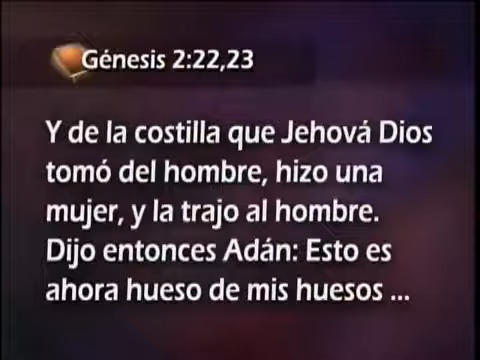 Génesis 2:22,23
Y de la costilla que Jehová Dios
tomó del hombre, hizo una
mujer, y la trajo al hombre.
Dijo entonces Adán: Esto es
ahora hueso de mis huesos ...